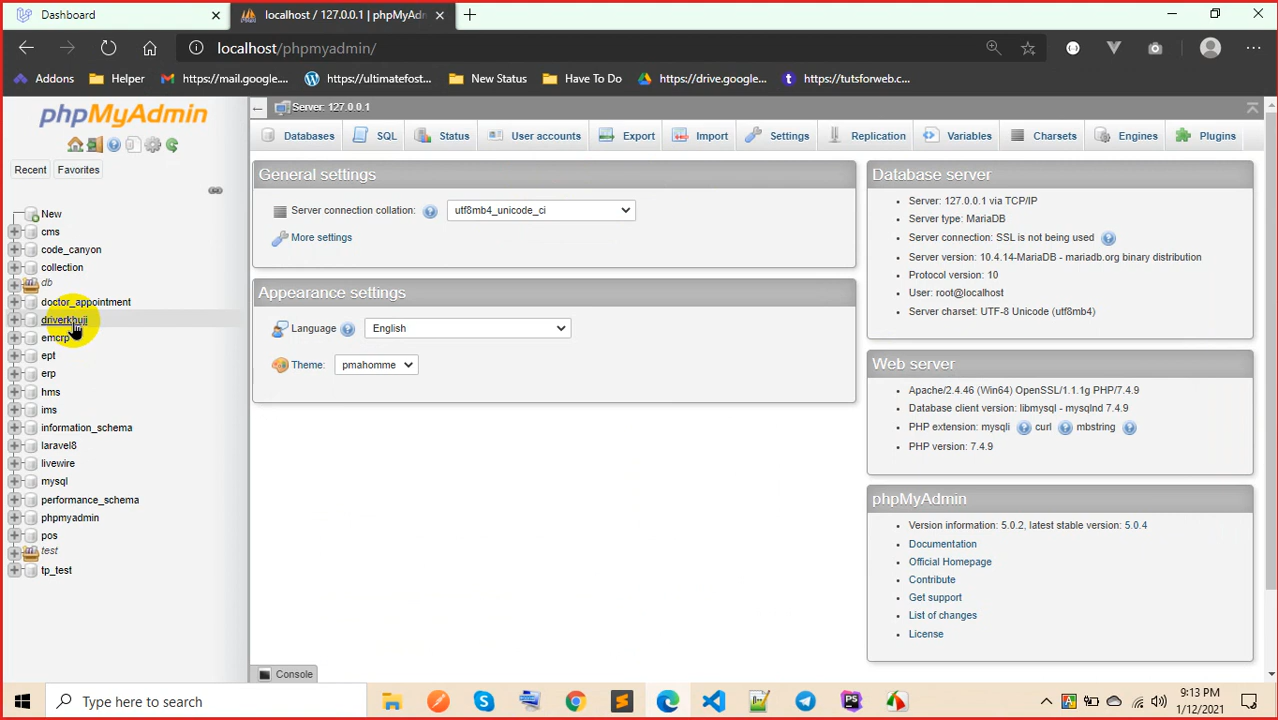 Dashboard
localhost / 127.0.0.1 | phpMyAdm
localhost/phpmyadmin/
Addons
Helper
https://mail.google....
https://ultimatefost...
New Status
Have To Do
https://drive.google...
https://tutsforweb.c...
phpMyAdmin
Recent
Favorites
New
cms
code_canyon
collection
db
doctor_appointment
driverkhuji
emcrp
ept
erp
hms
ims
information_schema
laravel8
livewire
mysql
performance_schema
phpmyadmin
pos
test
tp_test
Server: 127.0.0.1
Databases
SQL
Status
User accounts
Export
Import
Settings
Replication
Variables
Charsets
Engines
Plugins
General settings
Server connection collation:
utf8mb4_unicode_ci
More settings
Appearance settings
Language
English
Theme:
pmahomme
Database server
Server: 127.0.0.1 via TCP/IP
Server type: MariaDB
Server connection: SSL is not being used
Server version: 10.4.14-MariaDB - mariadb.org binary distribution
Protocol version: 10
User: root@localhost
Server charset: UTF-8 Unicode (utf8mb4)
Web server
Apache/2.4.46 (Win64) OpenSSL/1.1.1g PHP/7.4.9
Database client version: libmysql - mysqlnd 7.4.9
PHP extension: mysqli curl mbstring
PHP version: 7.4.9
phpMyAdmin
Version information: 5.0.2, latest stable version: 5.0.4
Documentation
Official Homepage
Contribute
Get support
List of changes
License
Console
Type here to search
9:13 PM
1/12/2021